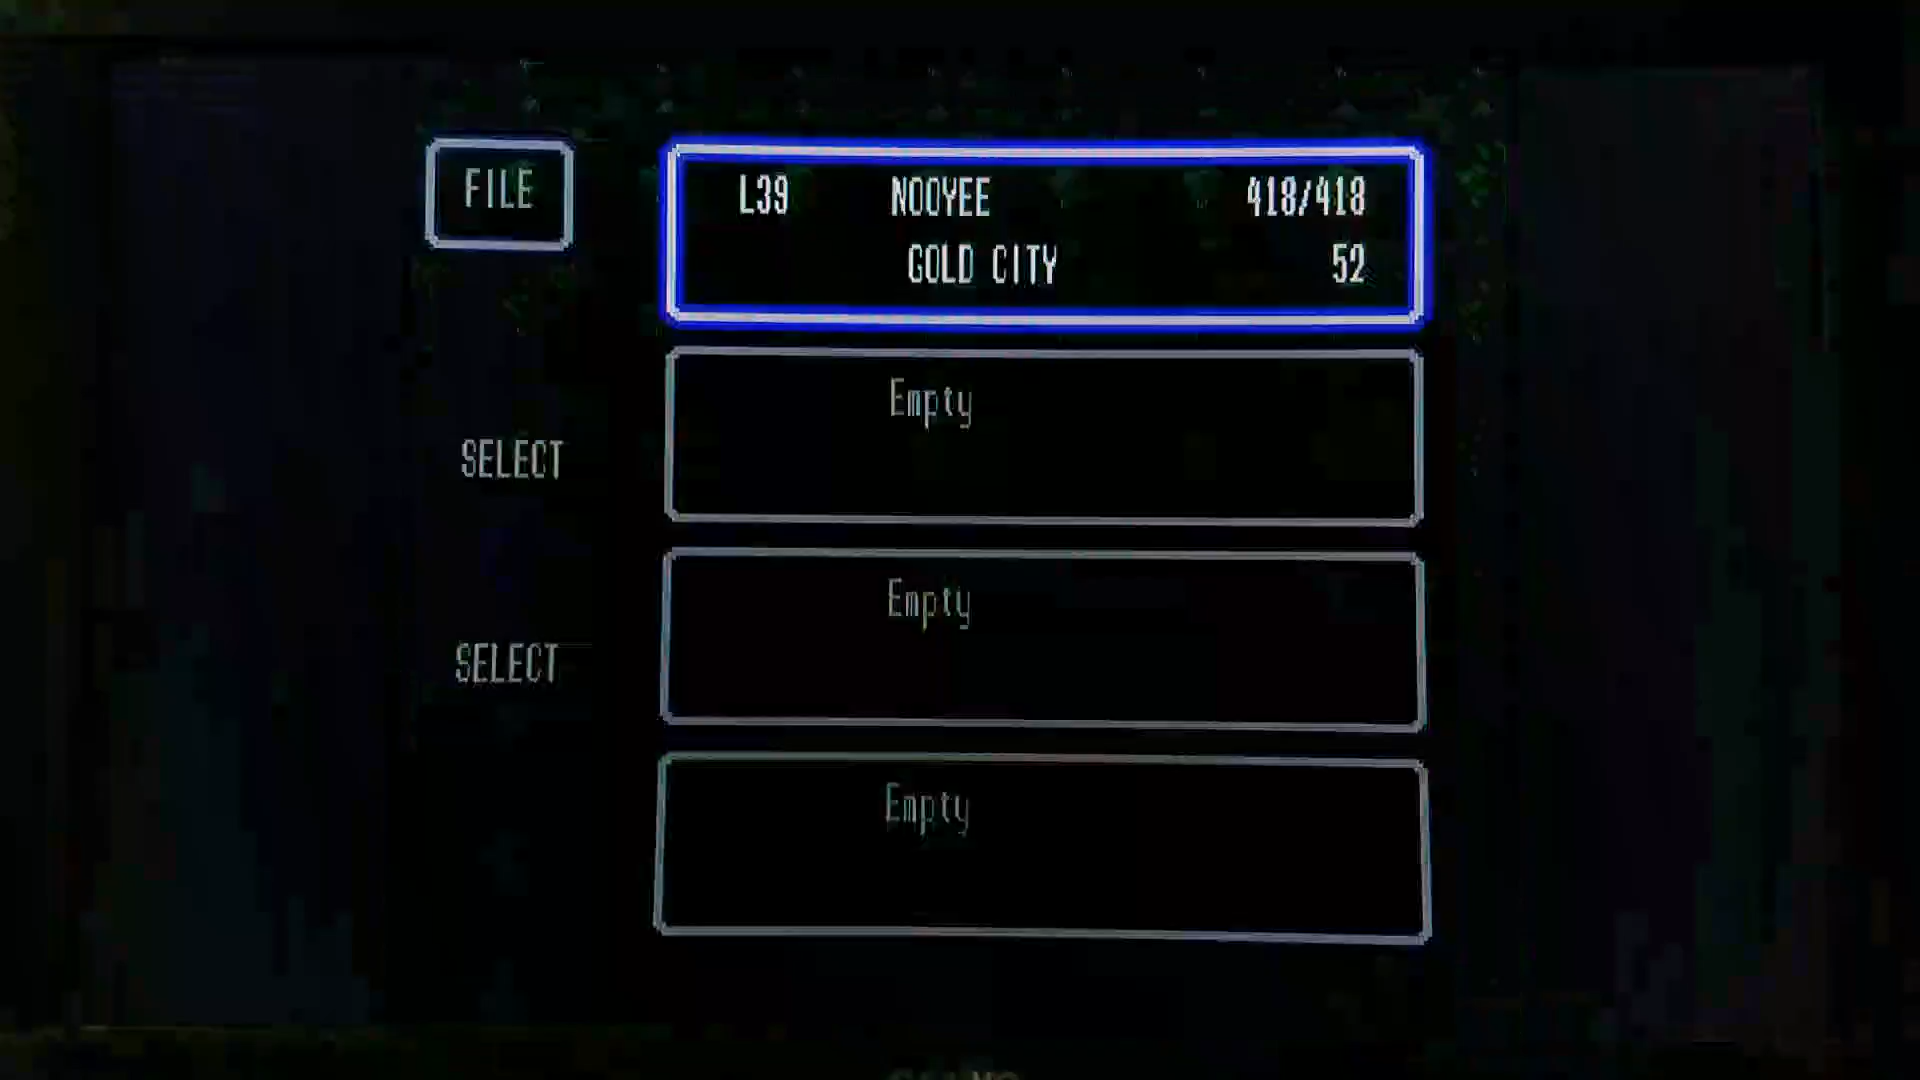 FILE
L39 NOOYEE 418/418
GOLD CITY 52
Empty
SELECT
Empty
SELECT
Empty